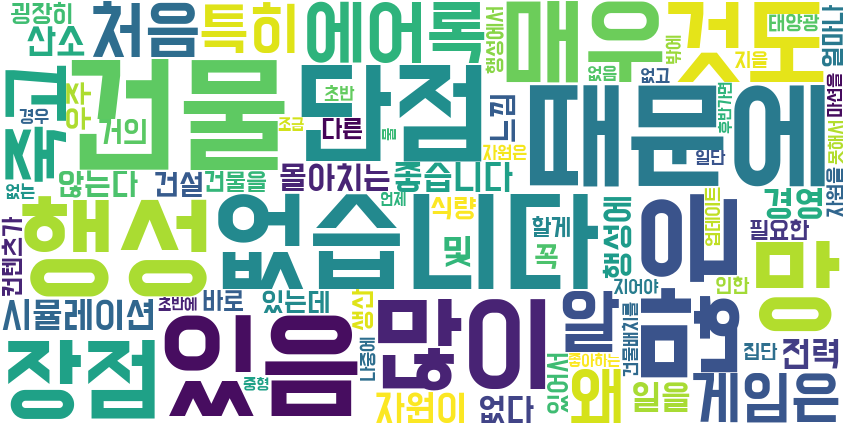 굉장히
산소
처음
특히
에어록
매우
것도
태양광
얼마나
행성에서
없음
밖에
지을
죽고
경우
자
건물
단점
때문에
초반
조금
다른
물
느낌
없고
일단
후반가면
마션을
못해서
자원을
거의
없는
않는다
건설
건물을
몰아치는
좋습니다
자원은
언제
식량
할게
및
꼭
행성에
업데이트
경영
필요한
컨텐츠가
행성
없습니다
망
시뮬레이션
초반에
바로
있는데
생산
지어야
인한
장점
있음
많이
알
나중에
건물배치를
집단
전력
중형
좋아하는
왜
일을
게임은
자원이
없다
있어서